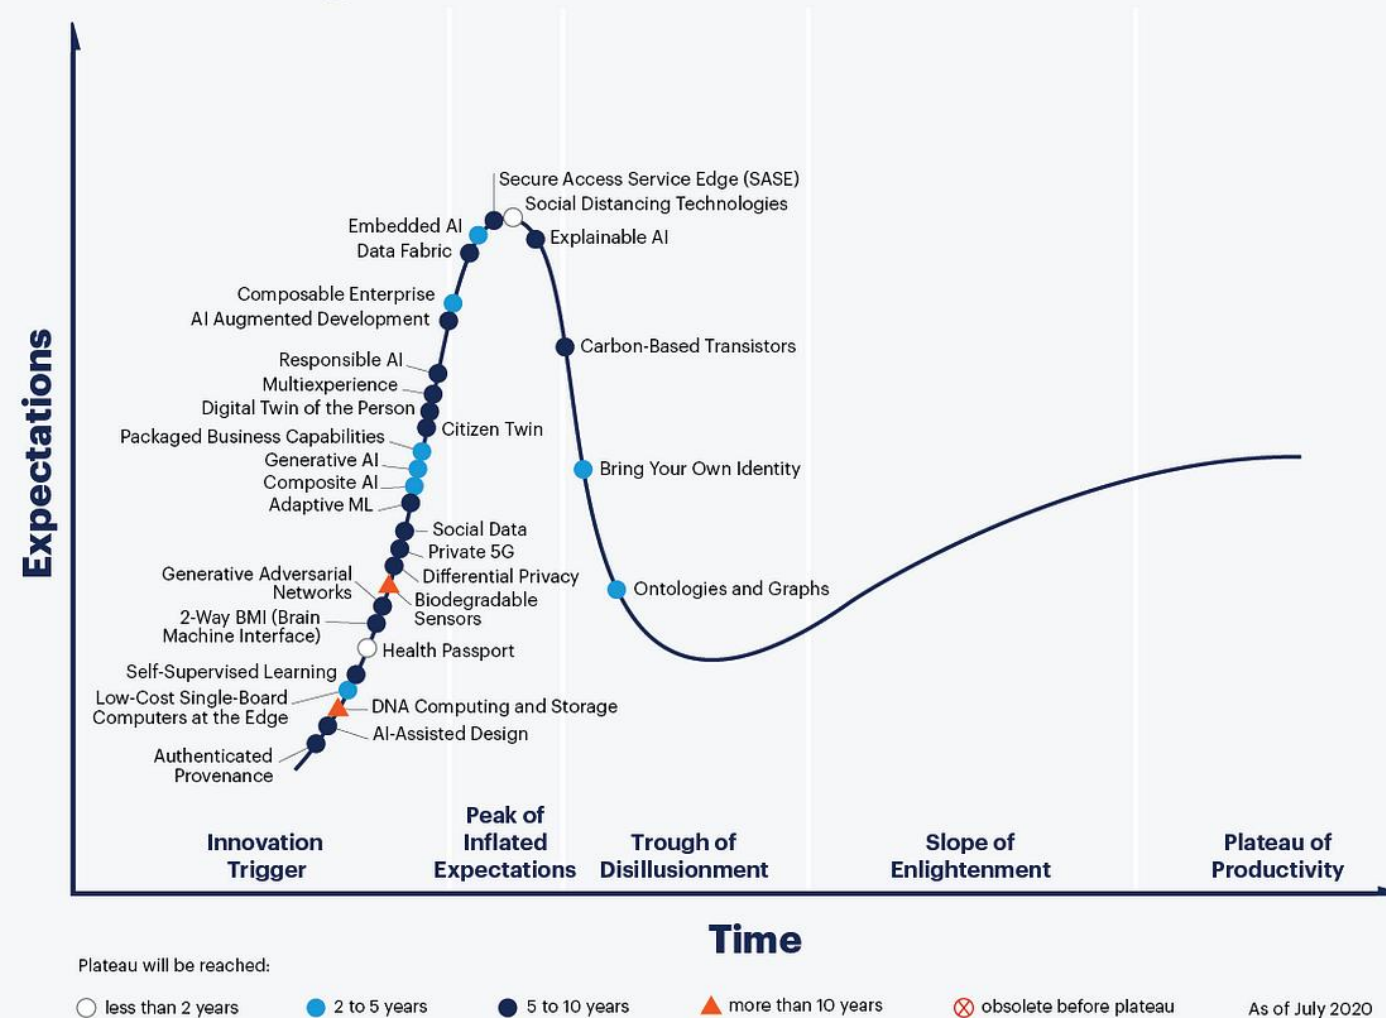 Secure Access Service Edge (SASE)
Social Distancing Technologies
Embedded AI
Explainable AI
Data Fabric
Composable Enterprise
AI Augmented Development
Carbon-Based Transistors
Responsible AI
Multiexperience
Digital Twin of the Person
Citizen Twin
Packaged Business Capabilities
Generative AI
Bring Your Own Identity
Composite AI
Adaptive ML
Social Data
Private 5G
Generative Adversarial
Networks
Differential Privacy
Ontologies and Graphs
Biodegradable
Sensors
2-Way BMI (Brain
Machine Interface)
Health Passport
Self-Supervised Learning
Low-Cost Single-Board
Computers at the Edge
DNA Computing and Storage
AI-Assisted Design
Authenticated
Provenance
Expectations
Innovation
Trigger
Peak of
Inflated
Expectations
Trough of
Disillusionment
Slope of
Enlightenment
Plateau of
Productivity
Time
Plateau will be reached:
less than 2 years
2 to 5 years
5 to 10 years
more than 10 years
obsolete before plateau
As of July 2020